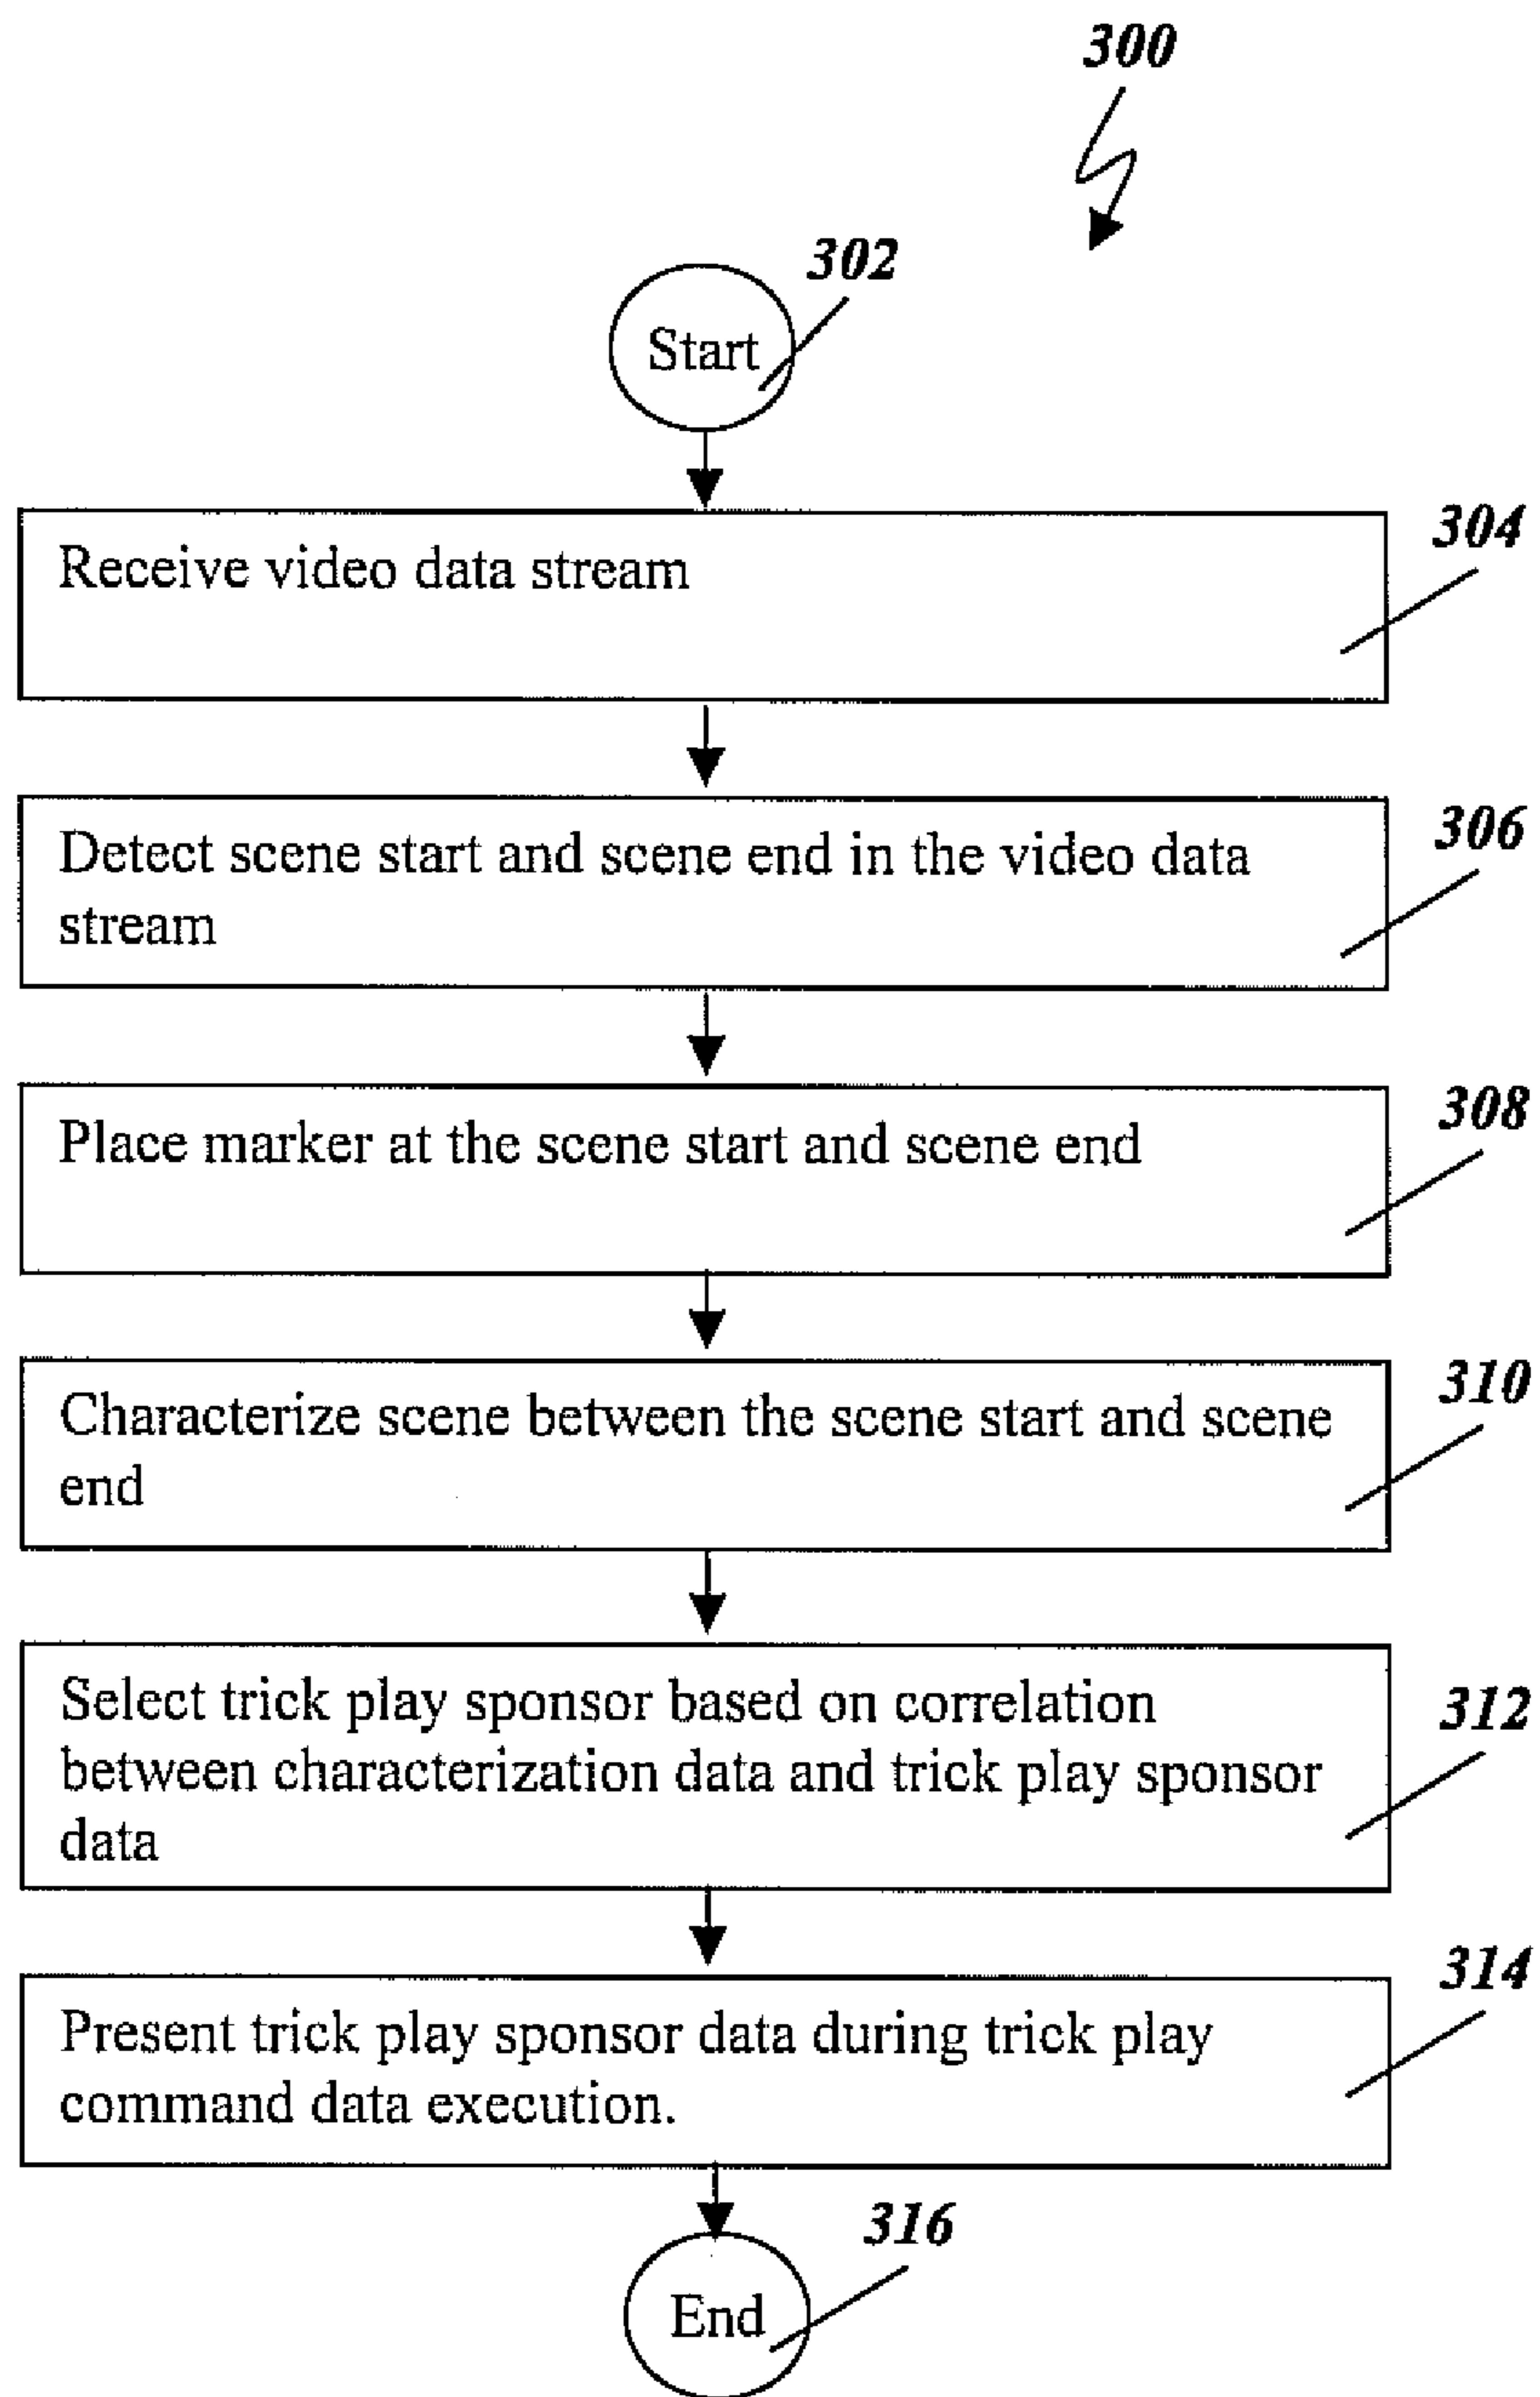 300
302
Start
304
Receive video data stream
306
Detect scene start and scene end in the video data
stream
308
Place marker at the scene start and scene end
310
Characterize scene between the scene start and scene
end
312
Select trick play sponsor based on correlation
between characterization data and trick play sponsor
data
314
Present trick play sponsor data during trick play
command data execution.
316
End